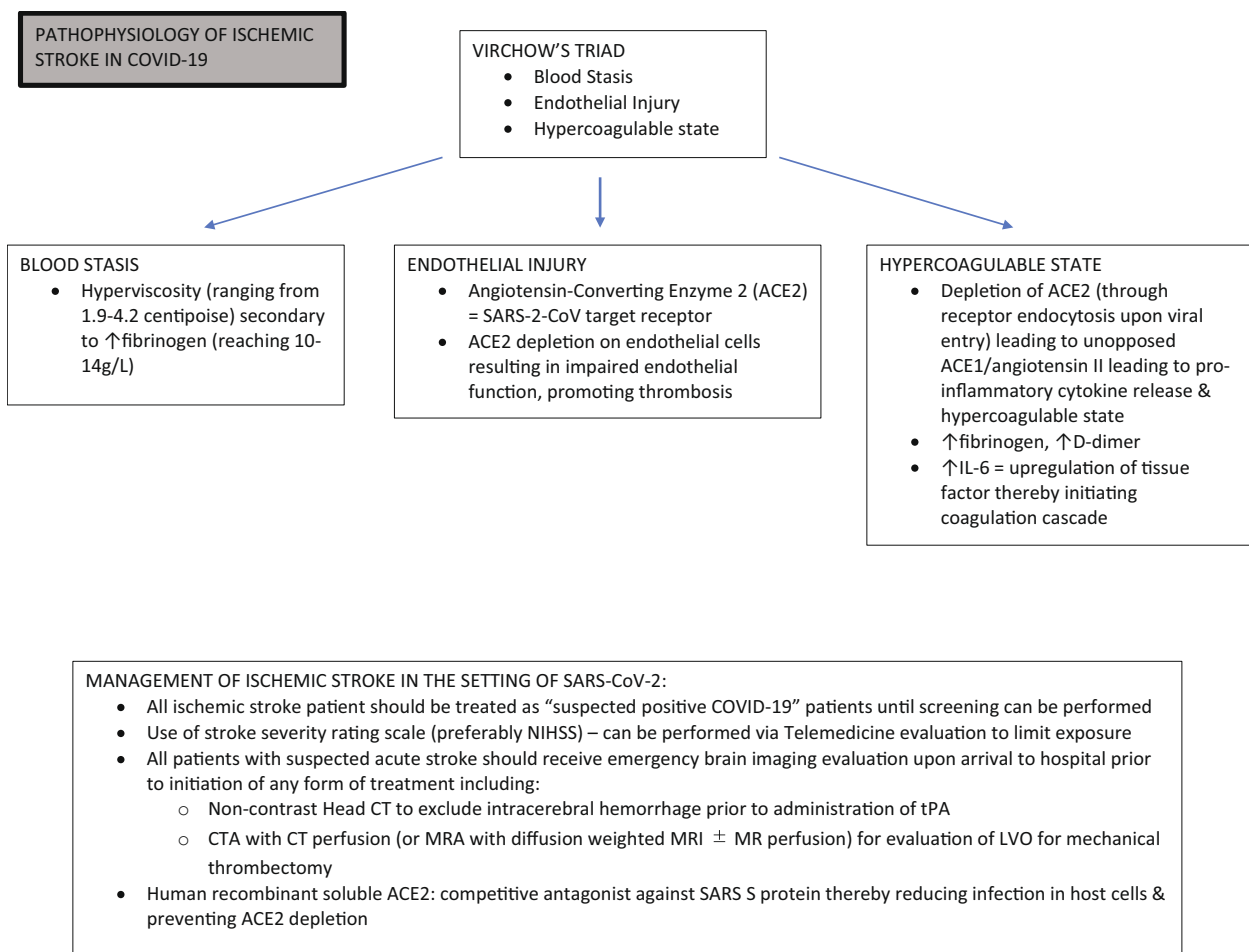 PATHOPHYSIOLOGY OF ISCHEMIC
STROKE IN COVID-19
VIRCHOW’S TRIAD
• Blood Stasis
• Endothelial Injury
• Hypercoagulable state
BLOOD STASIS
• Hyperviscosity (ranging from
1.9-4.2 centipoise) secondary
to ↑fibrinogen (reaching 10-
14g/L)
ENDOTHELIAL INJURY
• Angiotensin-Converting Enzyme 2 (ACE2)
= SARS-2-CoV target receptor
• ACE2 depletion on endothelial cells
resulting in impaired endothelial
function, promoting thrombosis
HYPERCOAGULABLE STATE
• Depletion of ACE2 (through
receptor endocytosis upon viral
entry) leading to unopposed
ACE1/angiotensin II leading to pro-
inflammatory cytokine release &
hypercoagulable state
• ↑fibrinogen, ↑D-dimer
• ↑IL-6 = upregulation of tissue
factor thereby initiating
coagulation cascade
MANAGEMENT OF ISCHEMIC STROKE IN THE SETTING OF SARS-CoV-2:
• All ischemic stroke patient should be treated as “suspected positive COVID-19” patients until screening can be performed
• Use of stroke severity rating scale (preferably NIHSS) – can be performed via Telemedicine evaluation to limit exposure
• All patients with suspected acute stroke should receive emergency brain imaging evaluation upon arrival to hospital prior
to initiation of any form of treatment including:
o Non-contrast Head CT to exclude intracerebral hemorrhage prior to administration of tPA
o CTA with CT perfusion (or MRA with diffusion weighted MRI ± MR perfusion) for evaluation of LVO for mechanical
thrombectomy
• Human recombinant soluble ACE2: competitive antagonist against SARS S protein thereby reducing infection in host cells &
preventing ACE2 depletion